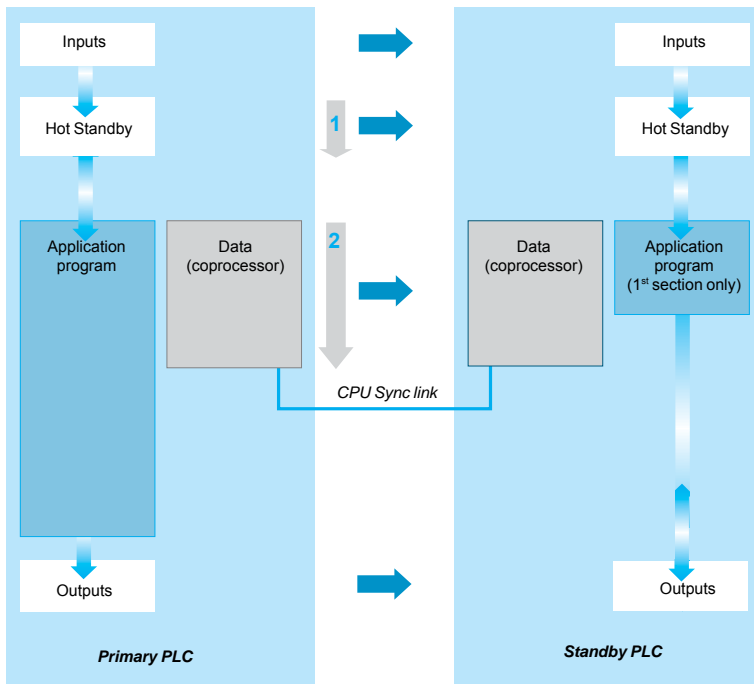 Inputs
Hot Standby
Application
program
Data
(coprocessor)
Outputs
Primary PLC
1
2
CPU Sync link
Inputs
Hot Standby
Data
(coprocessor)
Application
program
(1st section only)
Outputs
Standby PLC